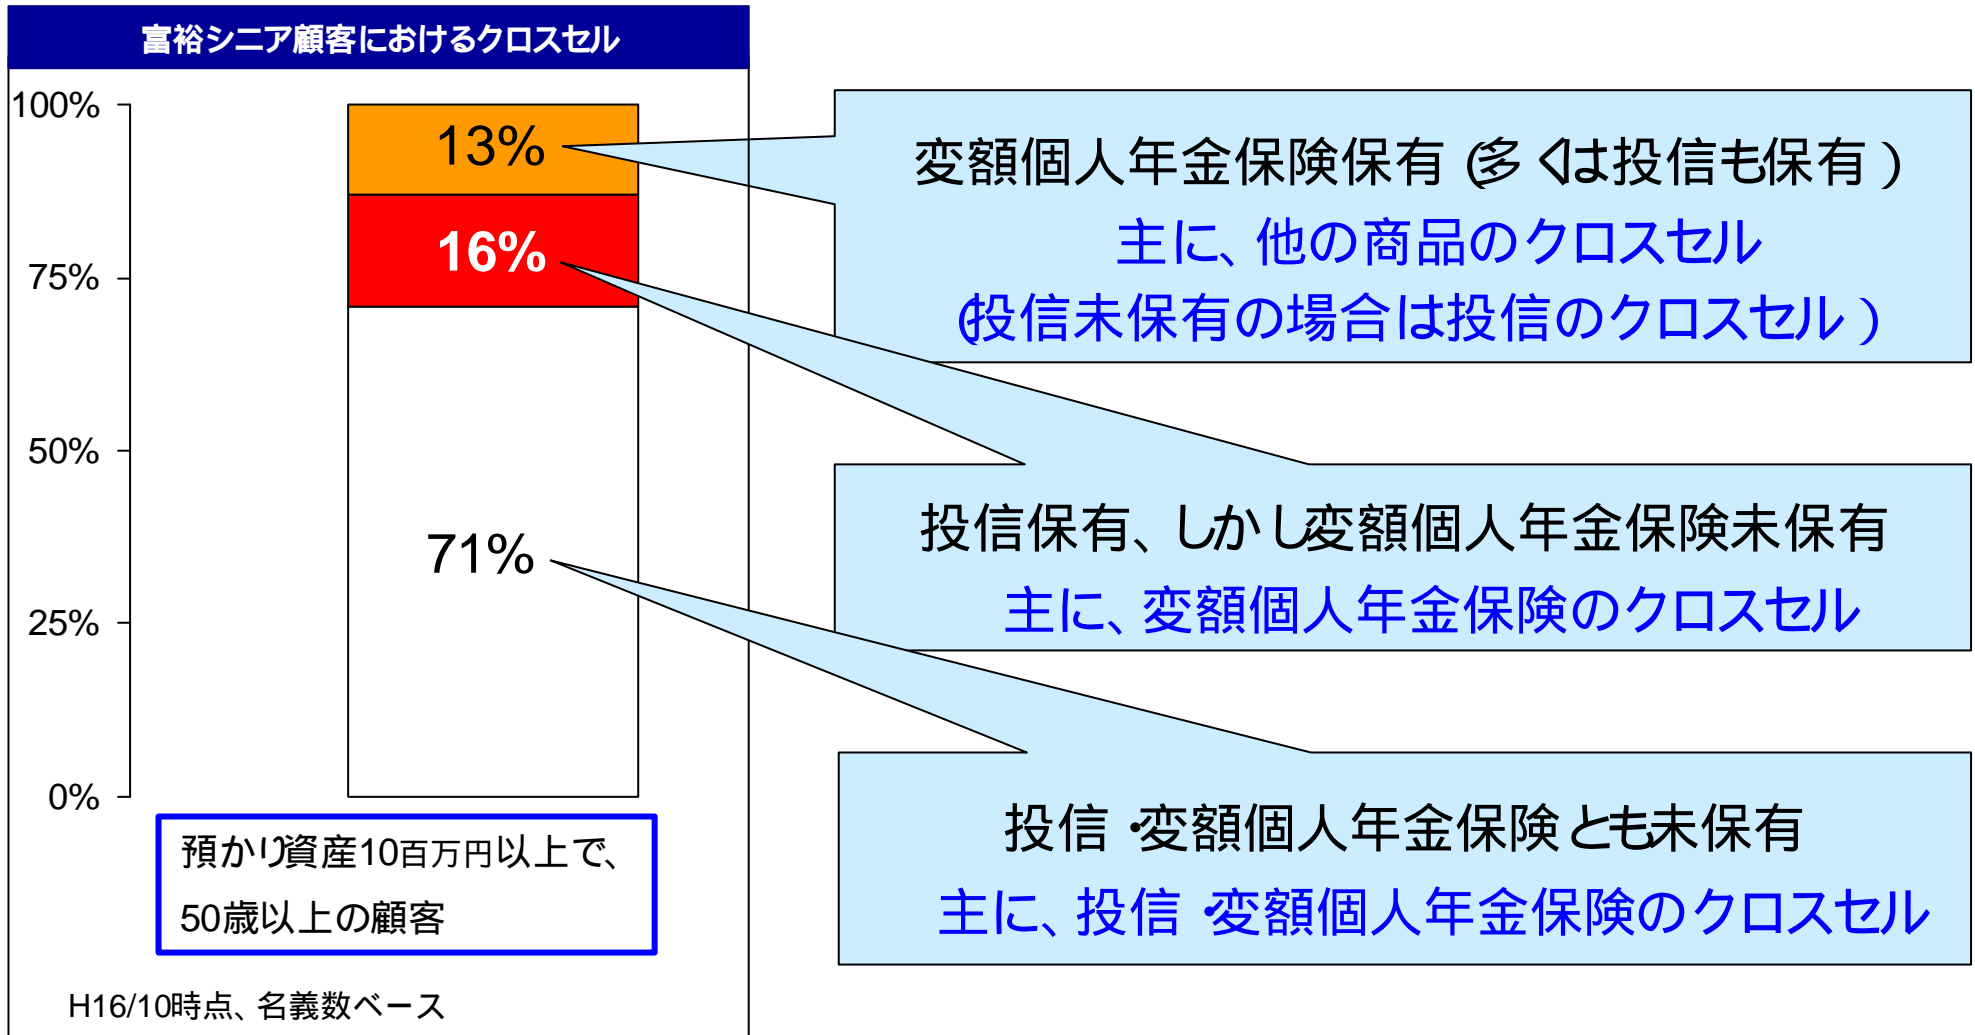 富裕シニア顧客におけるクロスセル
100%
75%
50%
25%
0%
13%
16%
71%
変額個人年金保険保有(多くは投信も保有)
主に、他の商品のクロスセル
(投信未保有の場合は投信のクロスセル)
投信保有、しかし変額個人年金保険未保有
主に、変額個人年金保険のクロスセル
投信・変額個人年金保険とも未保有
主に、投信・変額個人年金保険のクロスセル
預かり資産10百万円以上で、
50歳以上の顧客
H16/10時点、名義数ベース